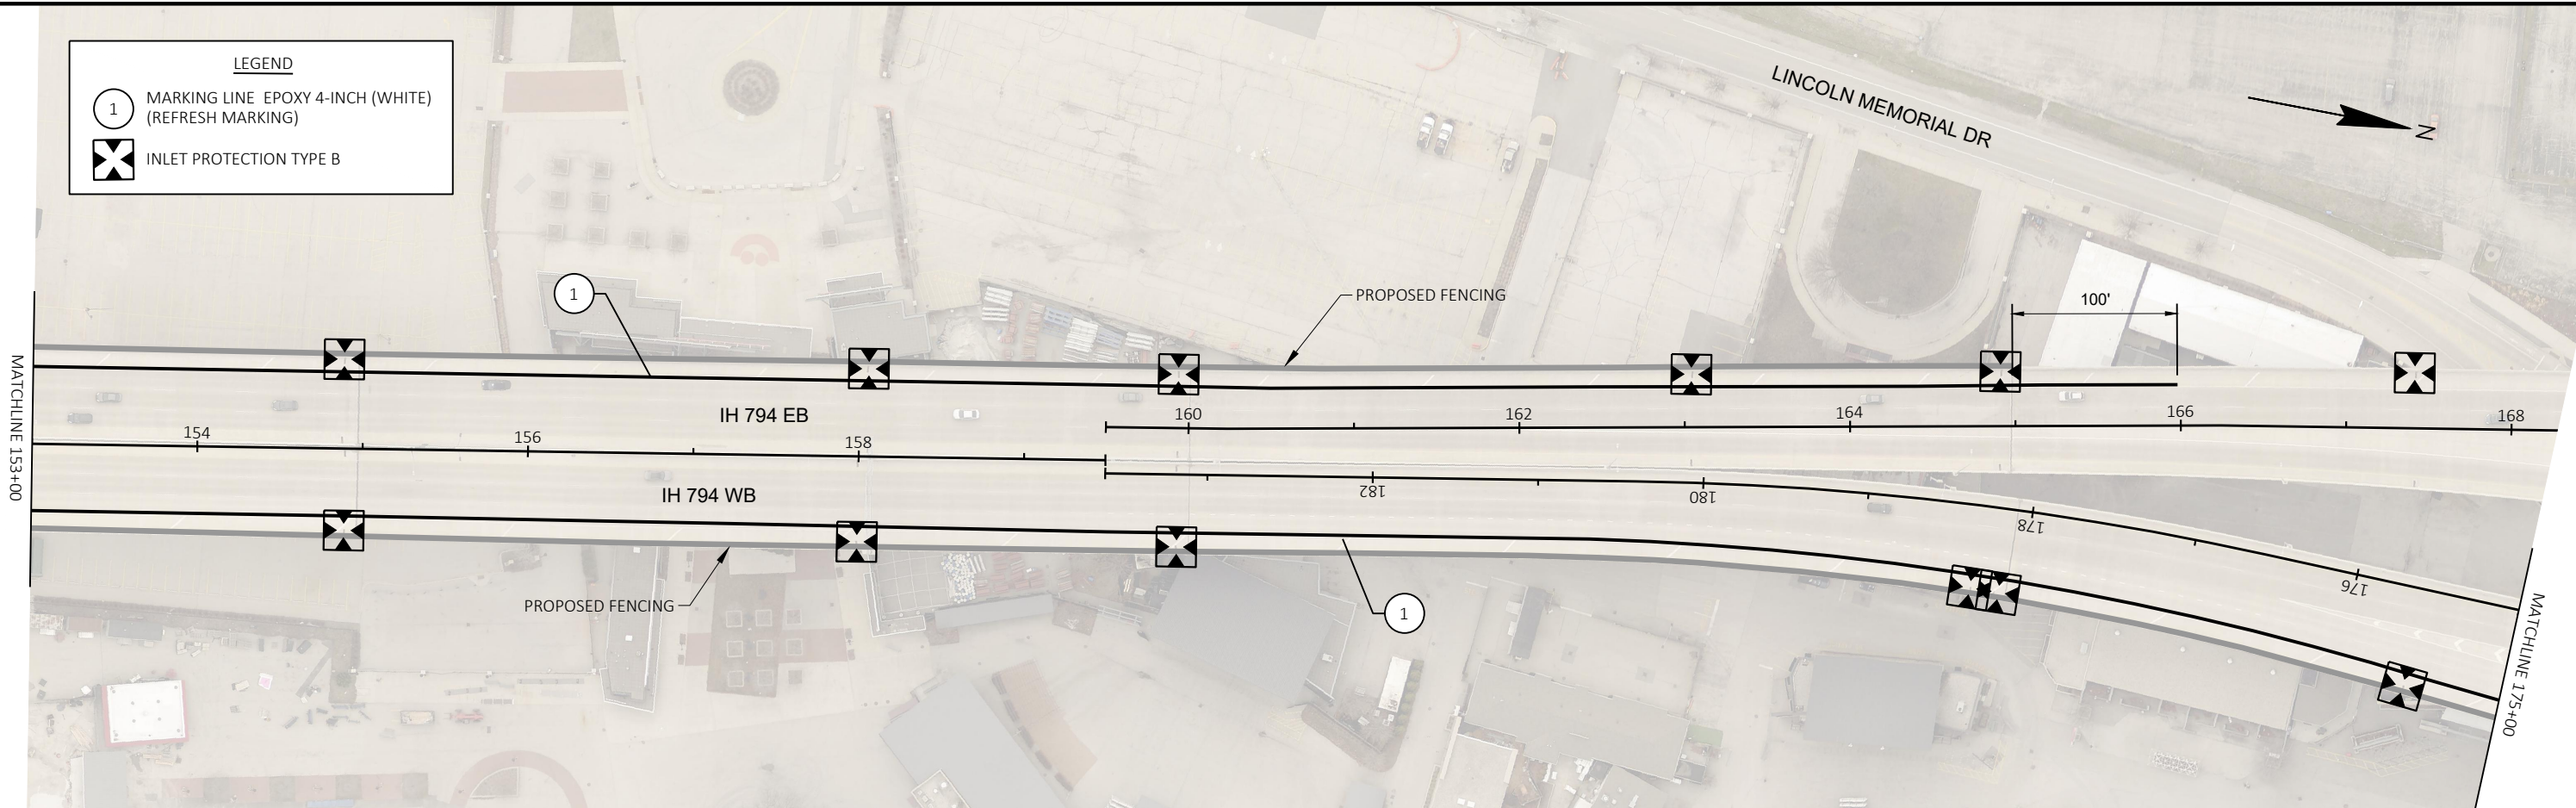 LEGEND
1
MARKING LINE EPOXY 4-INCH (WHITE)
(REFRESH MARKING)
INLET PROTECTION TYPE B
LINCOLN MEMORIAL DR
N
1
PROPOSED FENCING
100'
MATCHLINE 153+00
IH 794 EB
154
156
158
160
162
164
166
168
IH 794 WB
182
180
178
176
PROPOSED FENCING
1
MATCHLINE 175+00